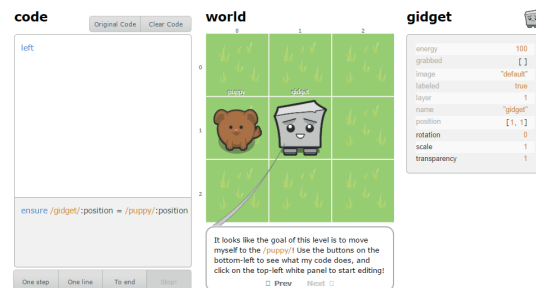 code
Original Code
Clear Code
world
gidget
left
0
1
2
0
1
2
puppy
gidget
energy 100
grabbed [ ]
image "default"
labeled true
layer 1
name "gidget"
position [1, 1]
rotation 0
scale 1
transparency 1
ensure /gidget/:position = /puppy/:position
It looks like the goal of this level is to move
myself to the /puppy/! Use the buttons on the
bottom-left to see what my code does, and
click on the top-left white panel to start editing!
Prev Next
One step
One line
To end
Stop!